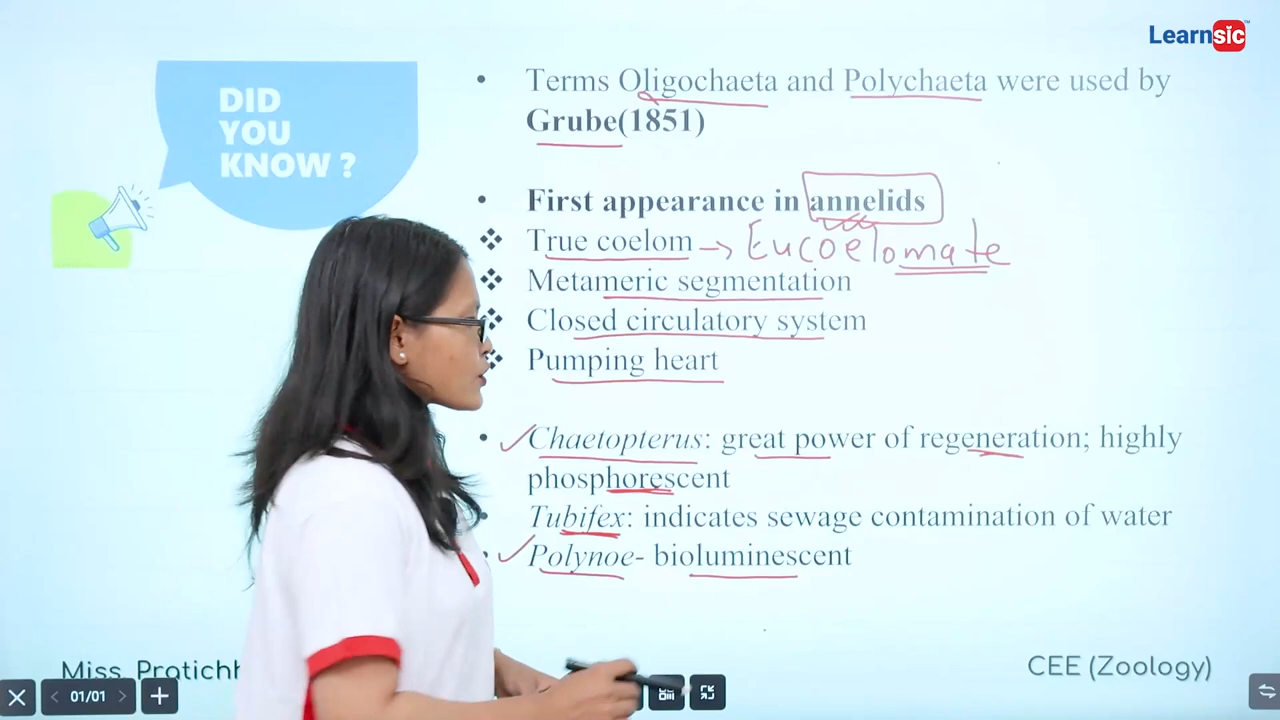 Learnsic
DID
YOU
KNOW ?
• Terms Oligochaeta and Polychaeta were used by
Grube(1851)
• First appearance in annelids
❖ True coelom → Eucoelomate
❖ Metameric segmentation
❖ Closed circulatory system
❖ Pumping heart
• Chaetopterus: great power of regeneration; highly
phosphorescent
• Tubifex: indicates sewage contamination of water
• Polynoe- bioluminescent
Miss. Pratichh
CEE (Zoology)
01/01